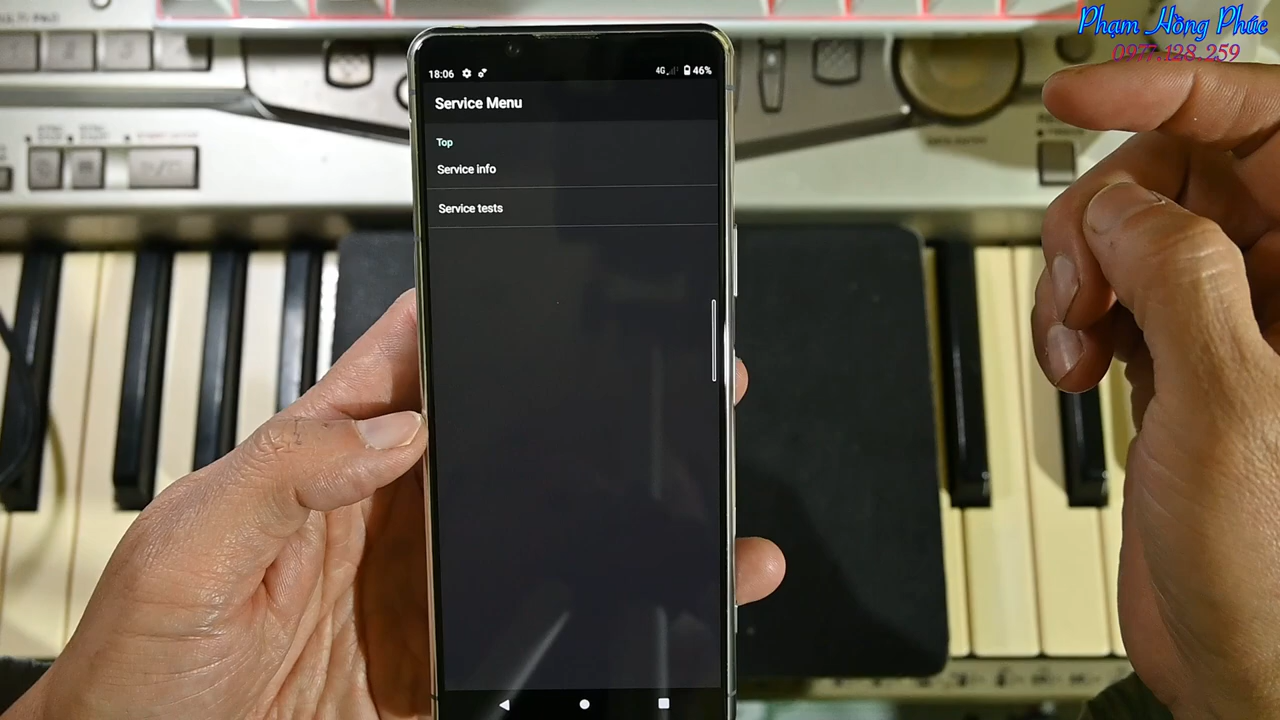 Phạm Hồng Phúc
0977.128.259
18:06
4G
46%
Service Menu
Top
Service info
Service tests